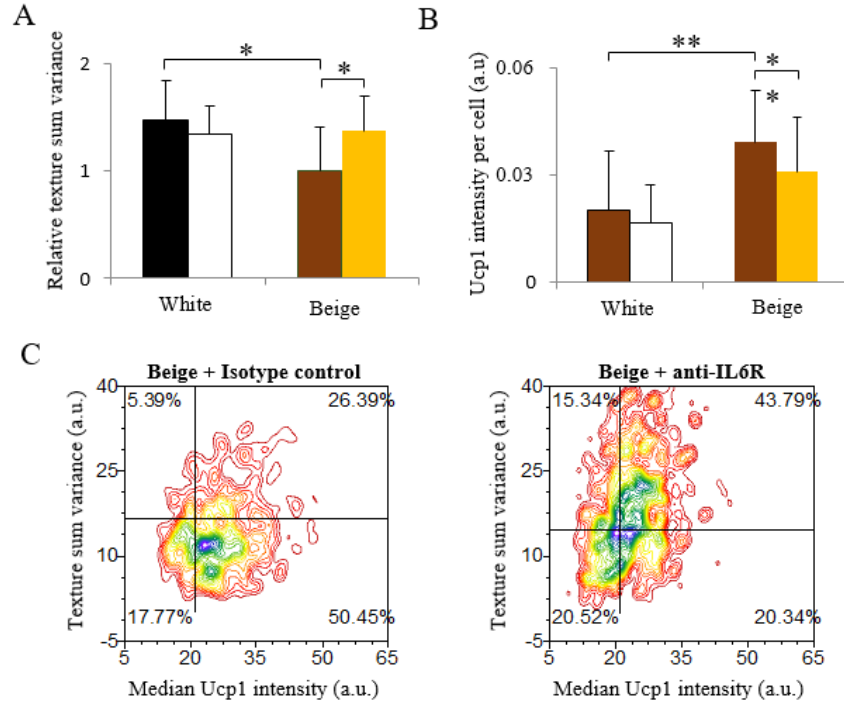 A
Relative texture sum variance
2
1
0
*
*
White
Beige
B
Ucp1 intensity per cell (a.u)
0.06
0.03
0
**
*
*
White
Beige
C
Beige + Isotype control
Texture sum variance (a.u.)
40
25
10
-5
5.39%
26.39%
17.77%
50.45%
5 20 35 50 65
Median Ucp1 intensity (a.u.)
Beige + anti-IL6R
Texture sum variance (a.u.)
40
25
10
-5
15.34%
43.79%
20.52%
20.34%
5 20 35 50 65
Median Ucp1 intensity (a.u.)